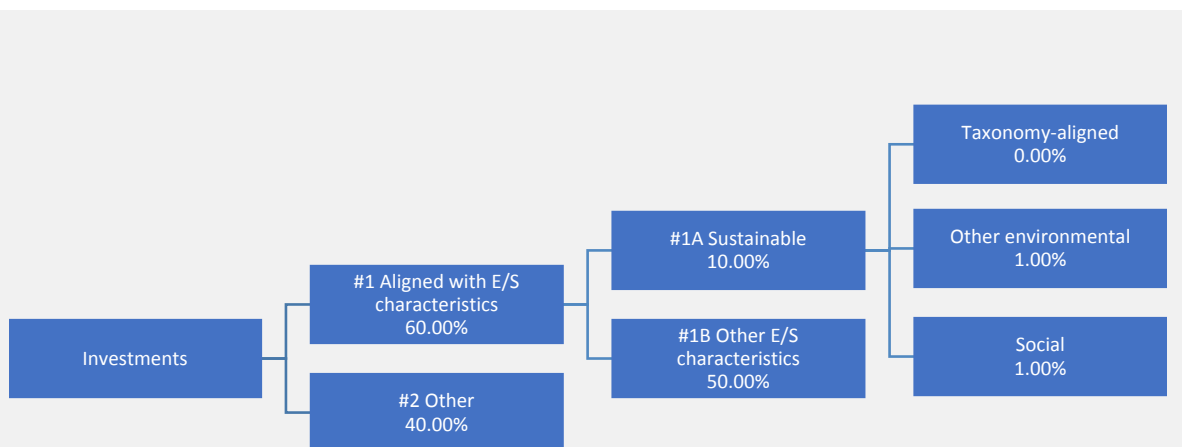 Investments
#1 Aligned with E/S
characteristics
60.00%
#2 Other
40.00%
#1A Sustainable
10.00%
#1B Other E/S
characteristics
50.00%
Taxonomy-aligned
0.00%
Other environmental
1.00%
Social
1.00%